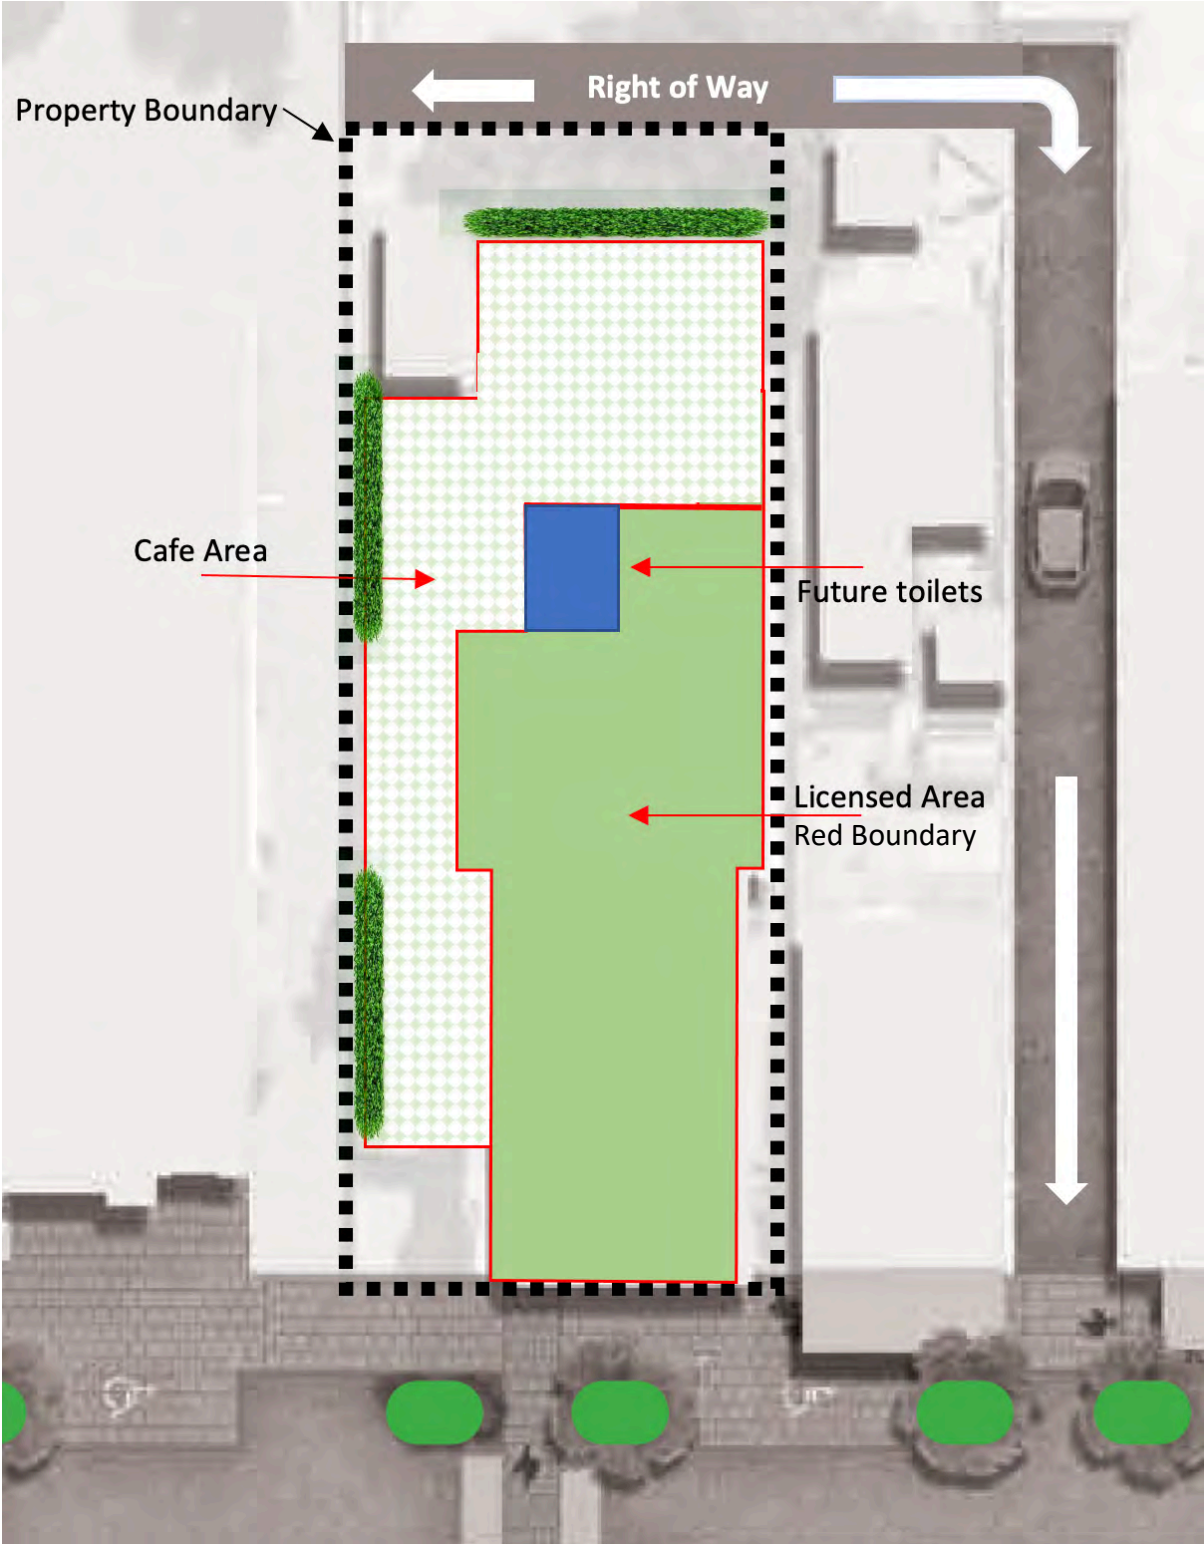 Right of Way
Property Boundary
Cafe Area
Future toilets
Licensed Area
Red Boundary